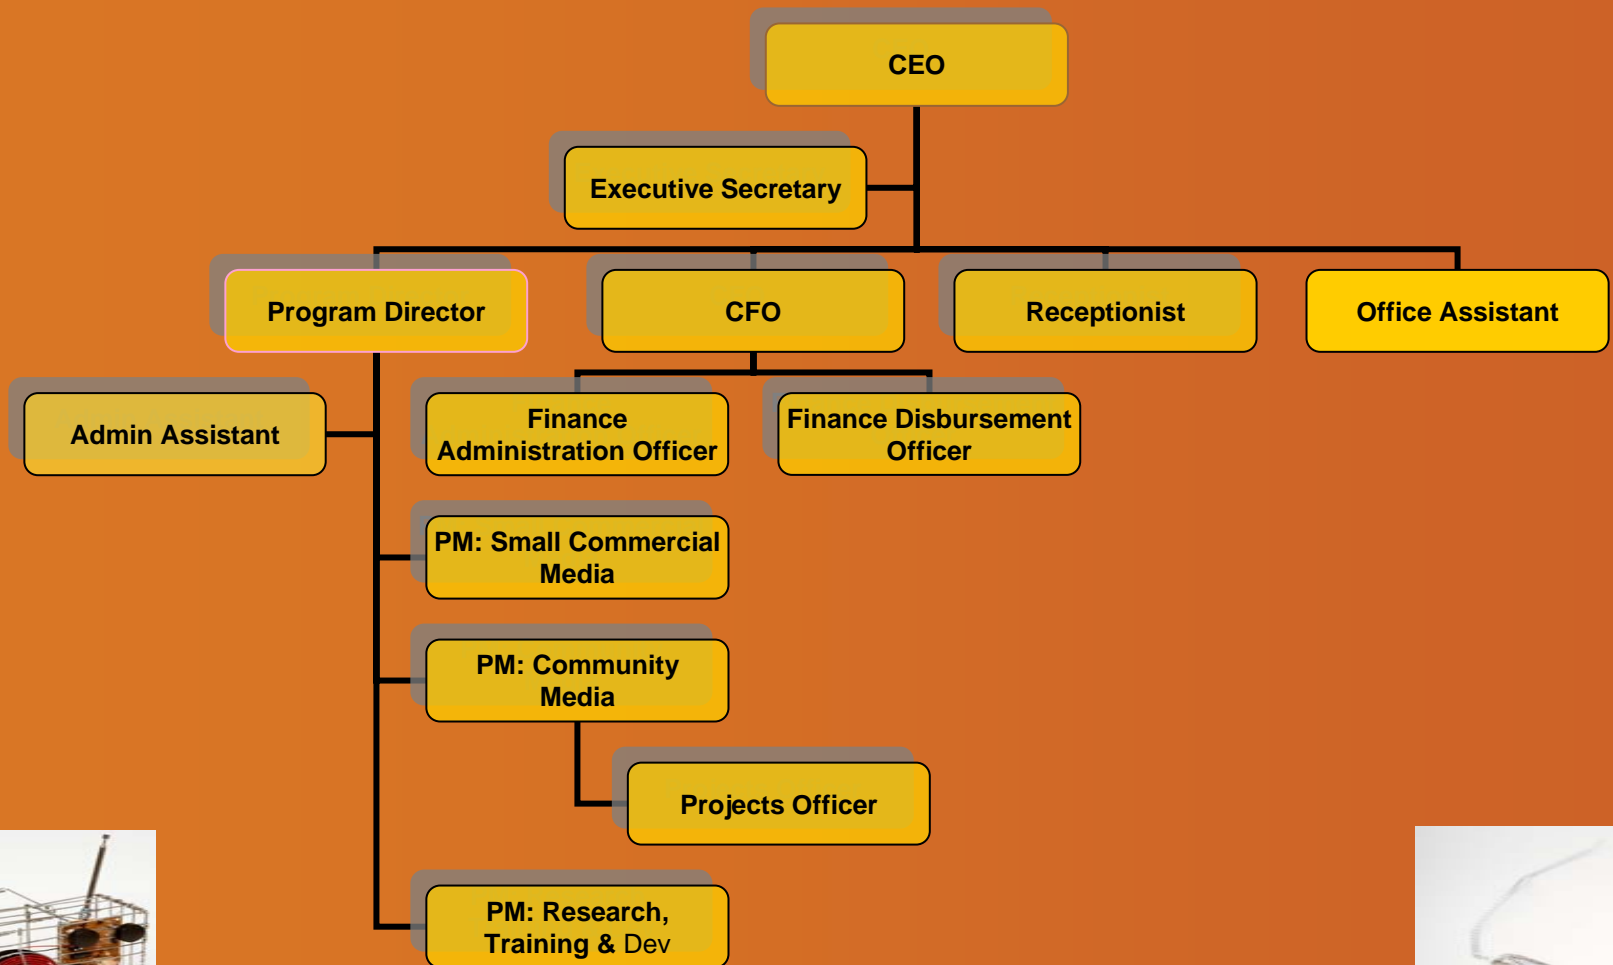 CEO
Executive Secretary
Program Director
CFO
Receptionist
Office Assistant
Admin Assistant
Finance
Administration Officer
Finance Disbursement
Officer
PM: Small Commercial
Media
PM: Community
Media
Projects Officer
PM: Research,
Training & Dev